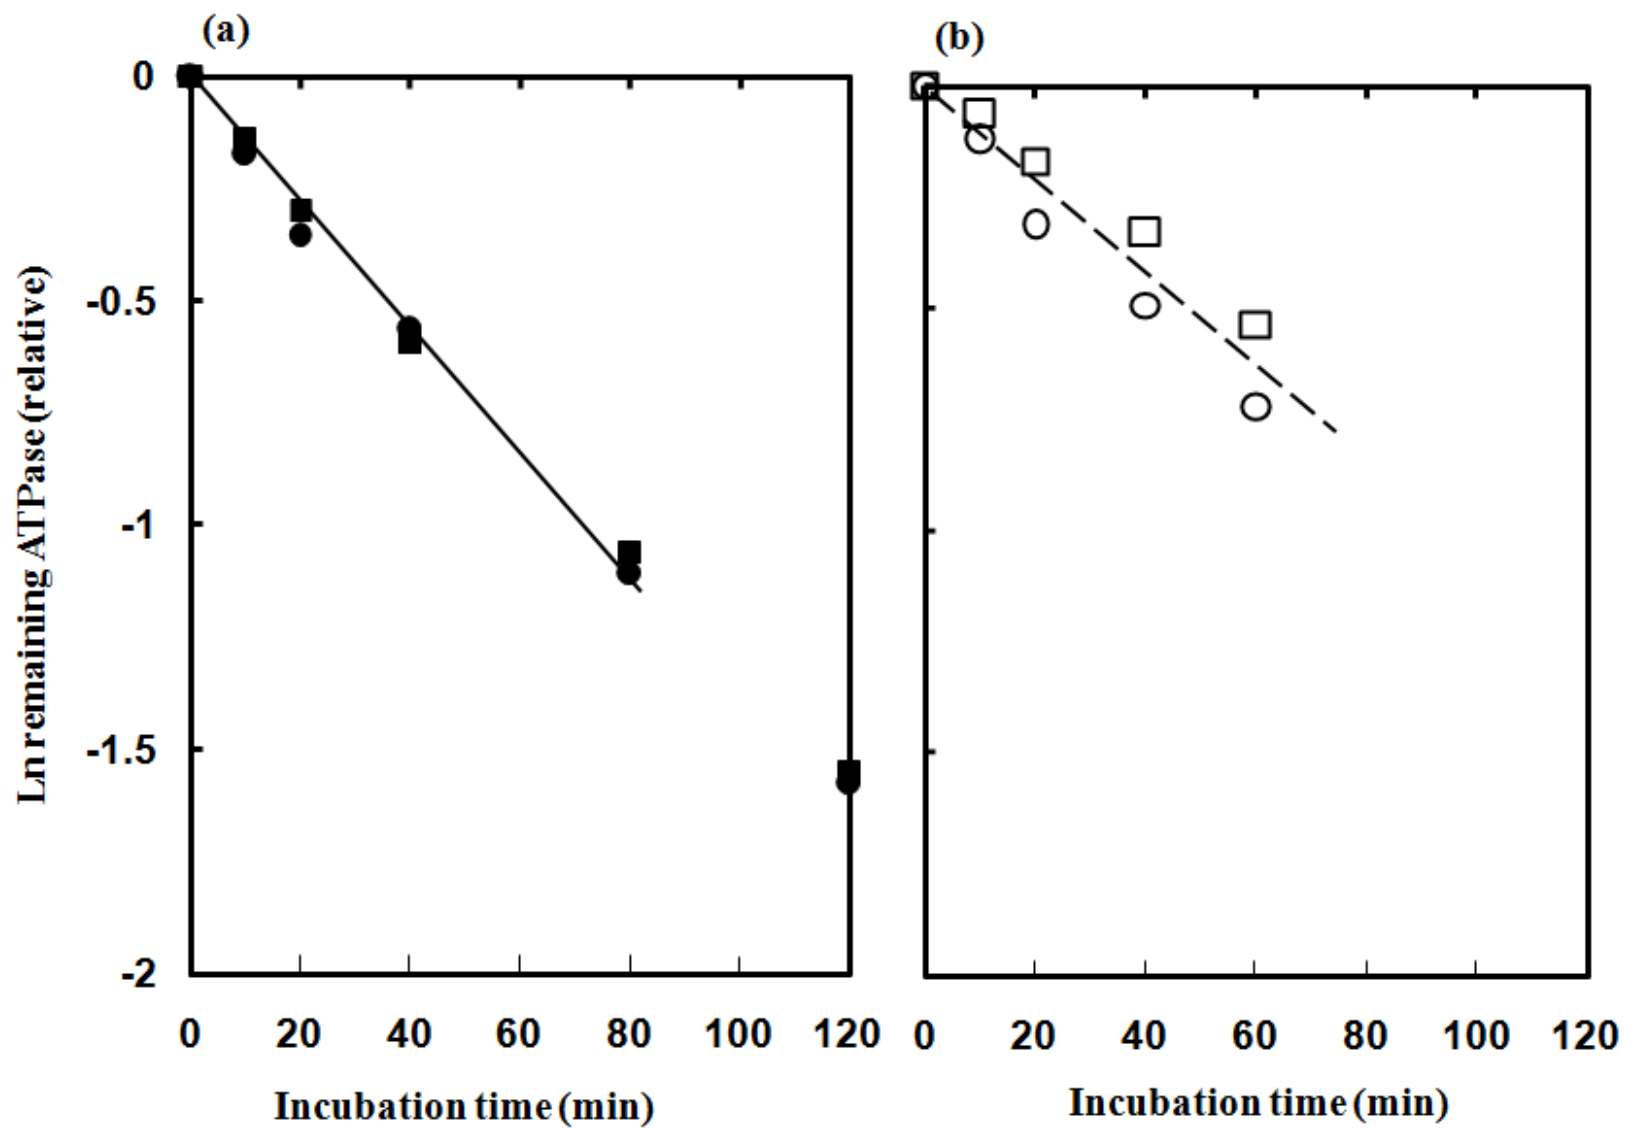 (a)
(b)
Ln remaining ATPase (relative)
0
-0.5
-1
-1.5
-2
0 20 40 60 80 100 120
0 20 40 60 80 100 120
Incubation time (min)
Incubation time (min)